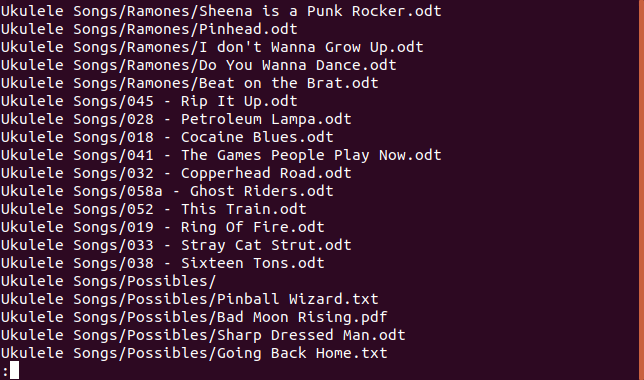 Ukulele Songs/Ramones/Sheena is a Punk Rocker.odt
Ukulele Songs/Ramones/Pinhead.odt
Ukulele Songs/Ramones/I don't Wanna Grow Up.odt
Ukulele Songs/Ramones/Do You Wanna Dance.odt
Ukulele Songs/Ramones/Beat on the Brat.odt
Ukulele Songs/045 - Rip It Up.odt
Ukulele Songs/028 - Petroleum Lampa.odt
Ukulele Songs/018 - Cocaine Blues.odt
Ukulele Songs/041 - The Games People Play Now.odt
Ukulele Songs/032 - Copperhead Road.odt
Ukulele Songs/058a - Ghost Riders.odt
Ukulele Songs/052 - This Train.odt
Ukulele Songs/019 - Ring Of Fire.odt
Ukulele Songs/033 - Stray Cat Strut.odt
Ukulele Songs/038 - Sixteen Tons.odt
Ukulele Songs/Possibles/
Ukulele Songs/Possibles/Pinball Wizard.txt
Ukulele Songs/Possibles/Bad Moon Rising.pdf
Ukulele Songs/Possibles/Sharp Dressed Man.odt
Ukulele Songs/Possibles/Going Back Home.txt
: